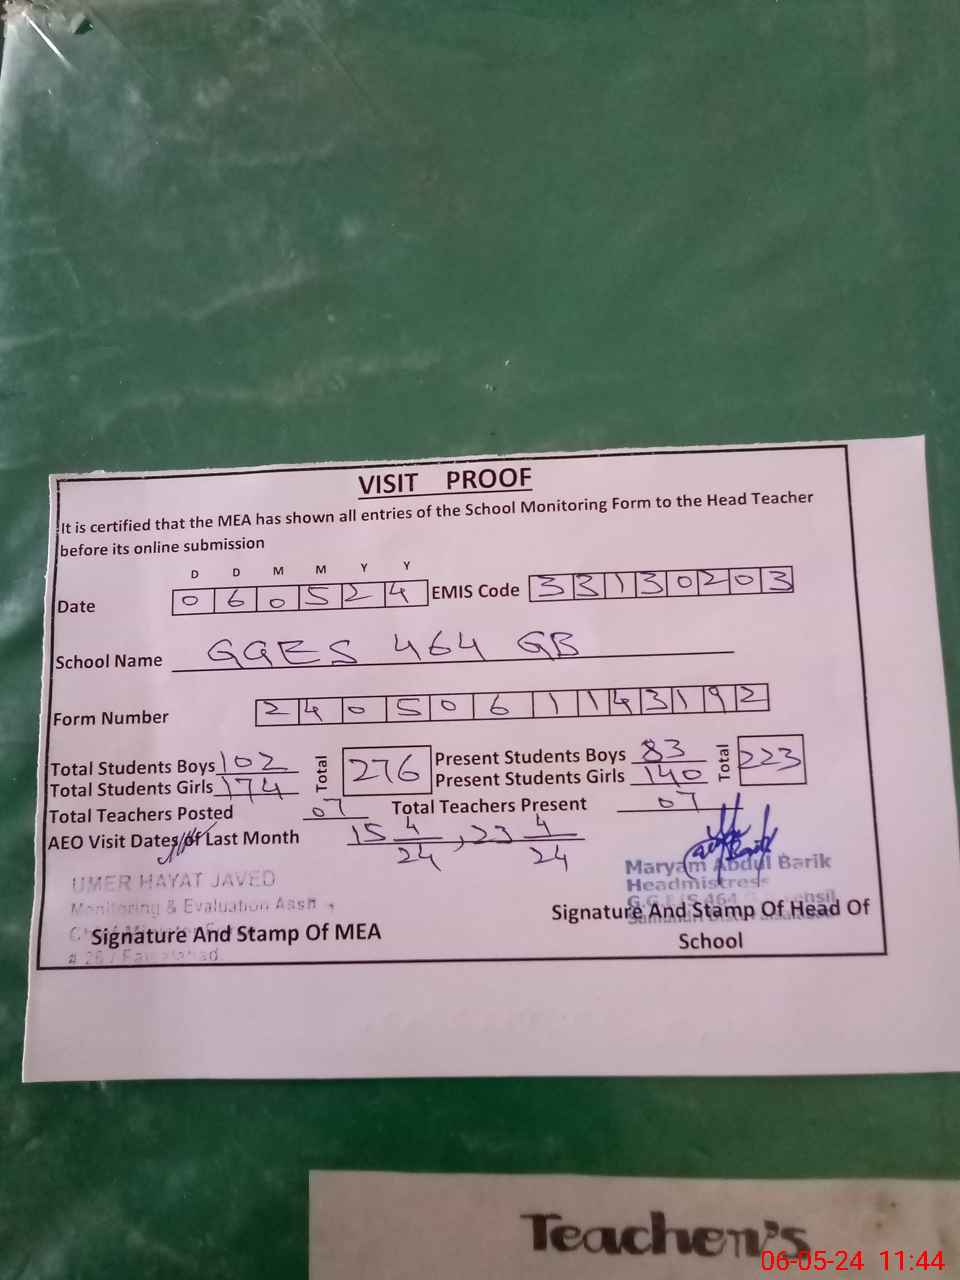 VISIT PROOF
It is certified that the MEA has shown all entries of the School Monitoring Form to the Head Teacher
before its online submission
D D M M Y Y
Date 0 6 0 5 2 4 EMIS Code 3 3 1 3 0 2 0 3
School Name GGES 464 GB
Form Number 2 4 0 5 0 6 1 1 4 3 1 9 2
Total Students Boys 102 Total 276 Present Students Boys 83 Total 223
Total Students Girls 174 Present Students Girls 140
Total Teachers Posted 07 Total Teachers Present 07
AEO Visit Dates of Last Month 15 4/24, 23 4/24
Maryam Abdul Barik
Headmistress
UMER HAYAT JAVED
Monitoring & Evaluation Asstt
Signature And Stamp Of MEA
Signature And Stamp Of Head Of
School
Teachen's
06-05-24 11:44